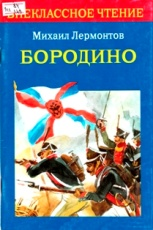 ВНЕКЛАССНОЕ ЧТЕНИЕ
Михаил Лермонтов
БОРОДИНО